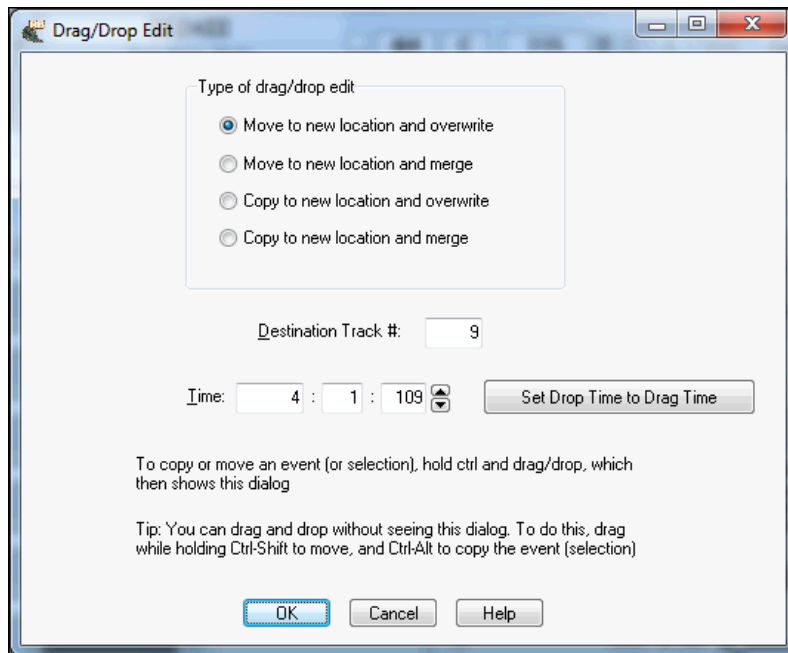 Drag/Drop Edit
Type of drag/drop edit
Move to new location and overwrite
Move to new location and merge
Copy to new location and overwrite
Copy to new location and merge
Destination Track #: 9
Time: 4 : 1 : 109 Set Drop Time to Drag Time
To copy or move an event (or selection), hold ctrl and drag/drop, which
then shows this dialog
Tip: You can drag and drop without seeing this dialog. To do this, drag
while holding Ctrl-Shift to move, and Ctrl-Alt to copy the event (selection)
OK Cancel Help